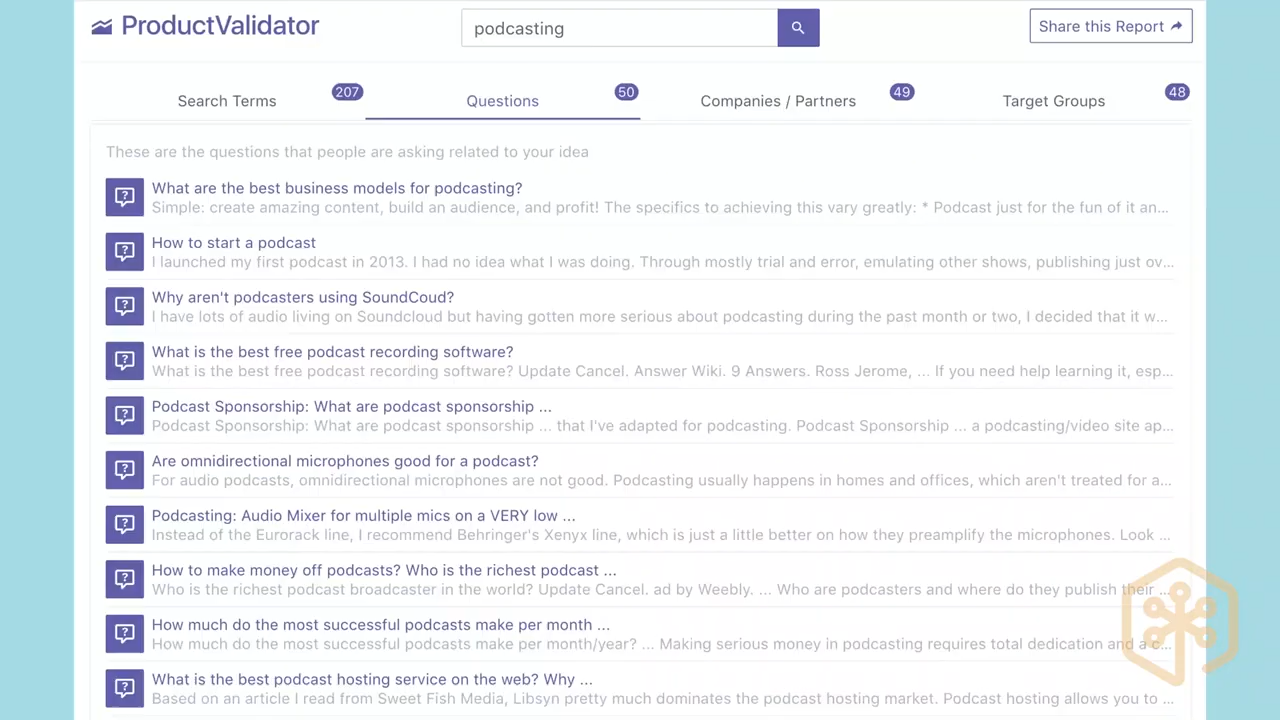 ProductValidator
podcasting
Share this Report
Search Terms
207
Questions
50
Companies / Partners
49
Target Groups
48
These are the questions that people are asking related to your idea
What are the best business models for podcasting?
Simple: create amazing content, build an audience, and profit! The specifics to achieving this vary greatly: * Podcast just for the fun of it an...
How to start a podcast
I launched my first podcast in 2013. I had no idea what I was doing. Through mostly trial and error, emulating other shows, publishing just ov...
Why aren't podcasters using SoundCoud?
I have lots of audio living on Soundcloud but having gotten more serious about podcasting during the past month or two, I decided that it w...
What is the best free podcast recording software?
What is the best free podcast recording software? Update Cancel. Answer Wiki. 9 Answers. Ross Jerome, ... If you need help learning it, esp...
Podcast Sponsorship: What are podcast sponsorship ...
Podcast Sponsorship: What are podcast sponsorship ... that I've adapted for podcasting. Podcast Sponsorship ... a podcasting/video site ap...
Are omnidirectional microphones good for a podcast?
For audio podcasts, omnidirectional microphones are not good. Podcasting usually happens in homes and offices, which aren't treated for a...
Podcasting: Audio Mixer for multiple mics on a VERY low ...
Instead of the Eurorack line, I recommend Behringer's Xenyx line, which is just a little better on how they preamplify the microphones. Look ...
How to make money off podcasts? Who is the richest podcast ...
Who is the richest podcast broadcaster in the world? Update Cancel. ad by Weebly. ... Who are podcasters and where do they publish their ...
How much do the most successful podcasts make per month ...
How much do the most successful podcasts make per month/year? ... Making serious money in podcasting requires total dedication and a c...
What is the best podcast hosting service on the web? Why ...
Based on an article I read from Sweet Fish Media, Libsyn pretty much dominates the podcast hosting market. Podcast hosting allows you to ...